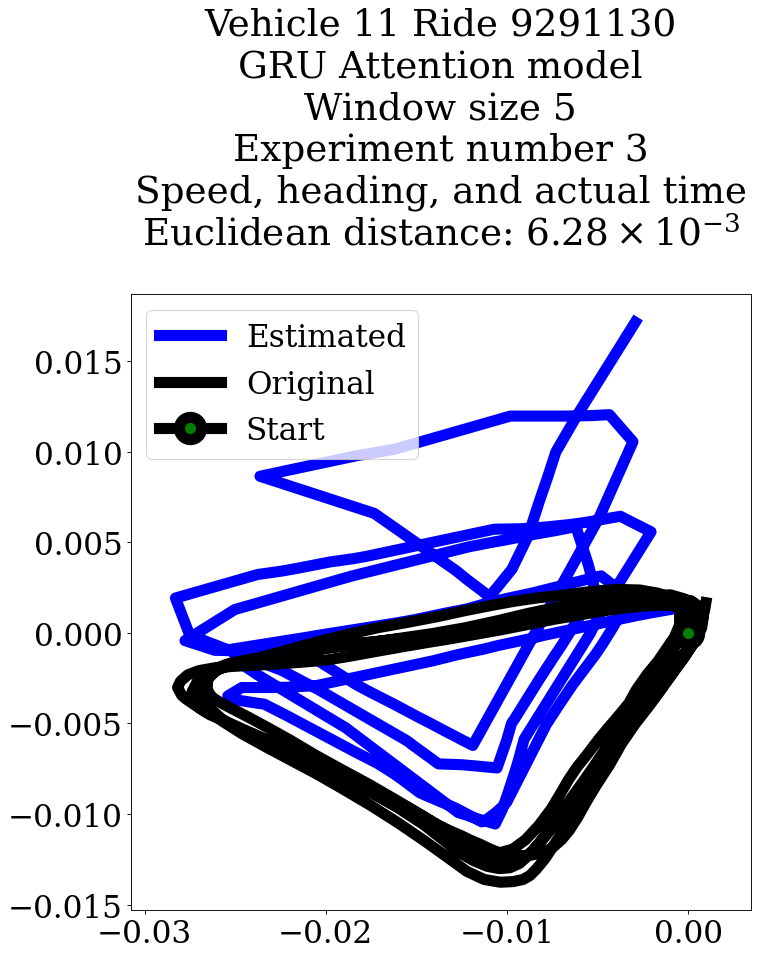 Vehicle 11 Ride 9291130
GRU Attention model
Window size 5
Experiment number 3
Speed, heading, and actual time
Euclidean distance: 6.28 × 10⁻³
Estimated
Original
Start
0.015
0.010
0.005
0.000
−0.005
−0.010
−0.015
−0.03 −0.02 −0.01 0.00